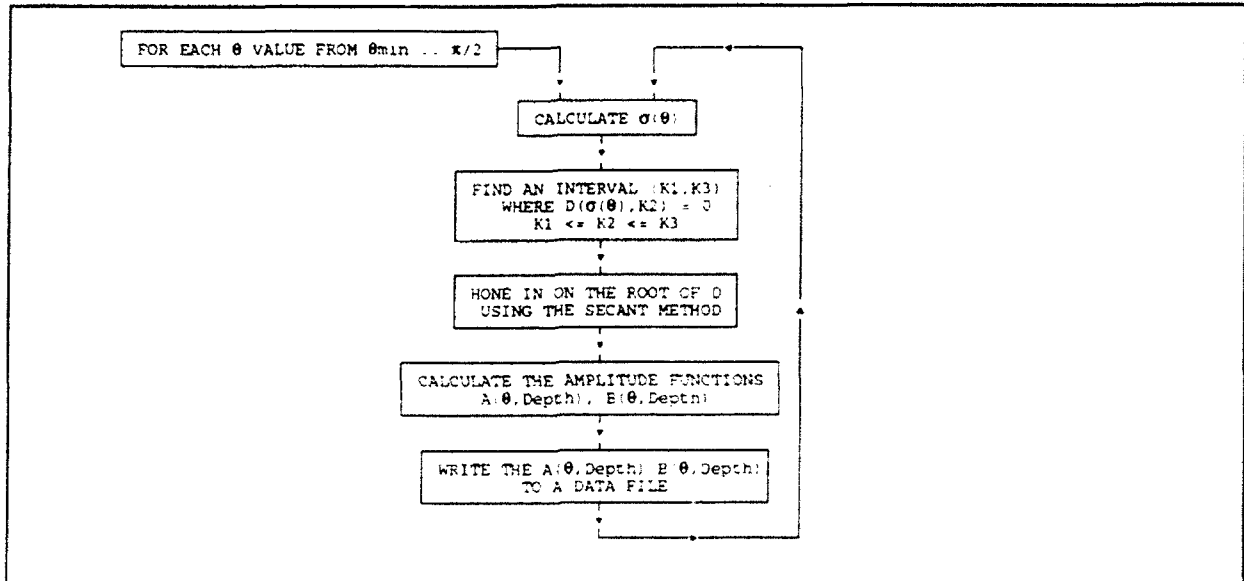 FOR EACH θ VALUE FROM θmin .. π/2
CALCULATE σ(θ)
FIND AN INTERVAL (K1,K3)
WHERE D(σ(θ),K2) = 0
K1 <= K2 <= K3
HONE IN ON THE ROOT OF D
USING THE SECANT METHOD
CALCULATE THE AMPLITUDE FUNCTIONS
A(θ,Depth), B(θ,Depth)
WRITE THE A(θ,Depth) B(θ,Depth)
TO A DATA FILE